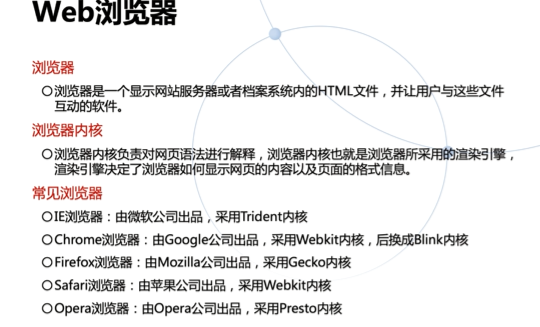 Web浏览器
浏览器
○浏览器是一个显示网站服务器或者档案系统内的HTML文件，并让用户与这些文件
互动的软件。
浏览器内核
○浏览器内核负责对网页语法进行解释，浏览器内核也就是浏览器所采用的渲染引擎，
渲染引擎决定了浏览器如何显示网页的内容以及页面的格式信息。
常见浏览器
○IE浏览器：由微软公司出品，采用Trident内核
○Chrome浏览器：由Google公司出品，采用Webkit内核，后换成Blink内核
○Firefox浏览器：由Mozilla公司出品，采用Gecko内核
○Safari浏览器：由苹果公司出品，采用Webkit内核
○Opera浏览器：由Opera公司出品，采用Presto内核